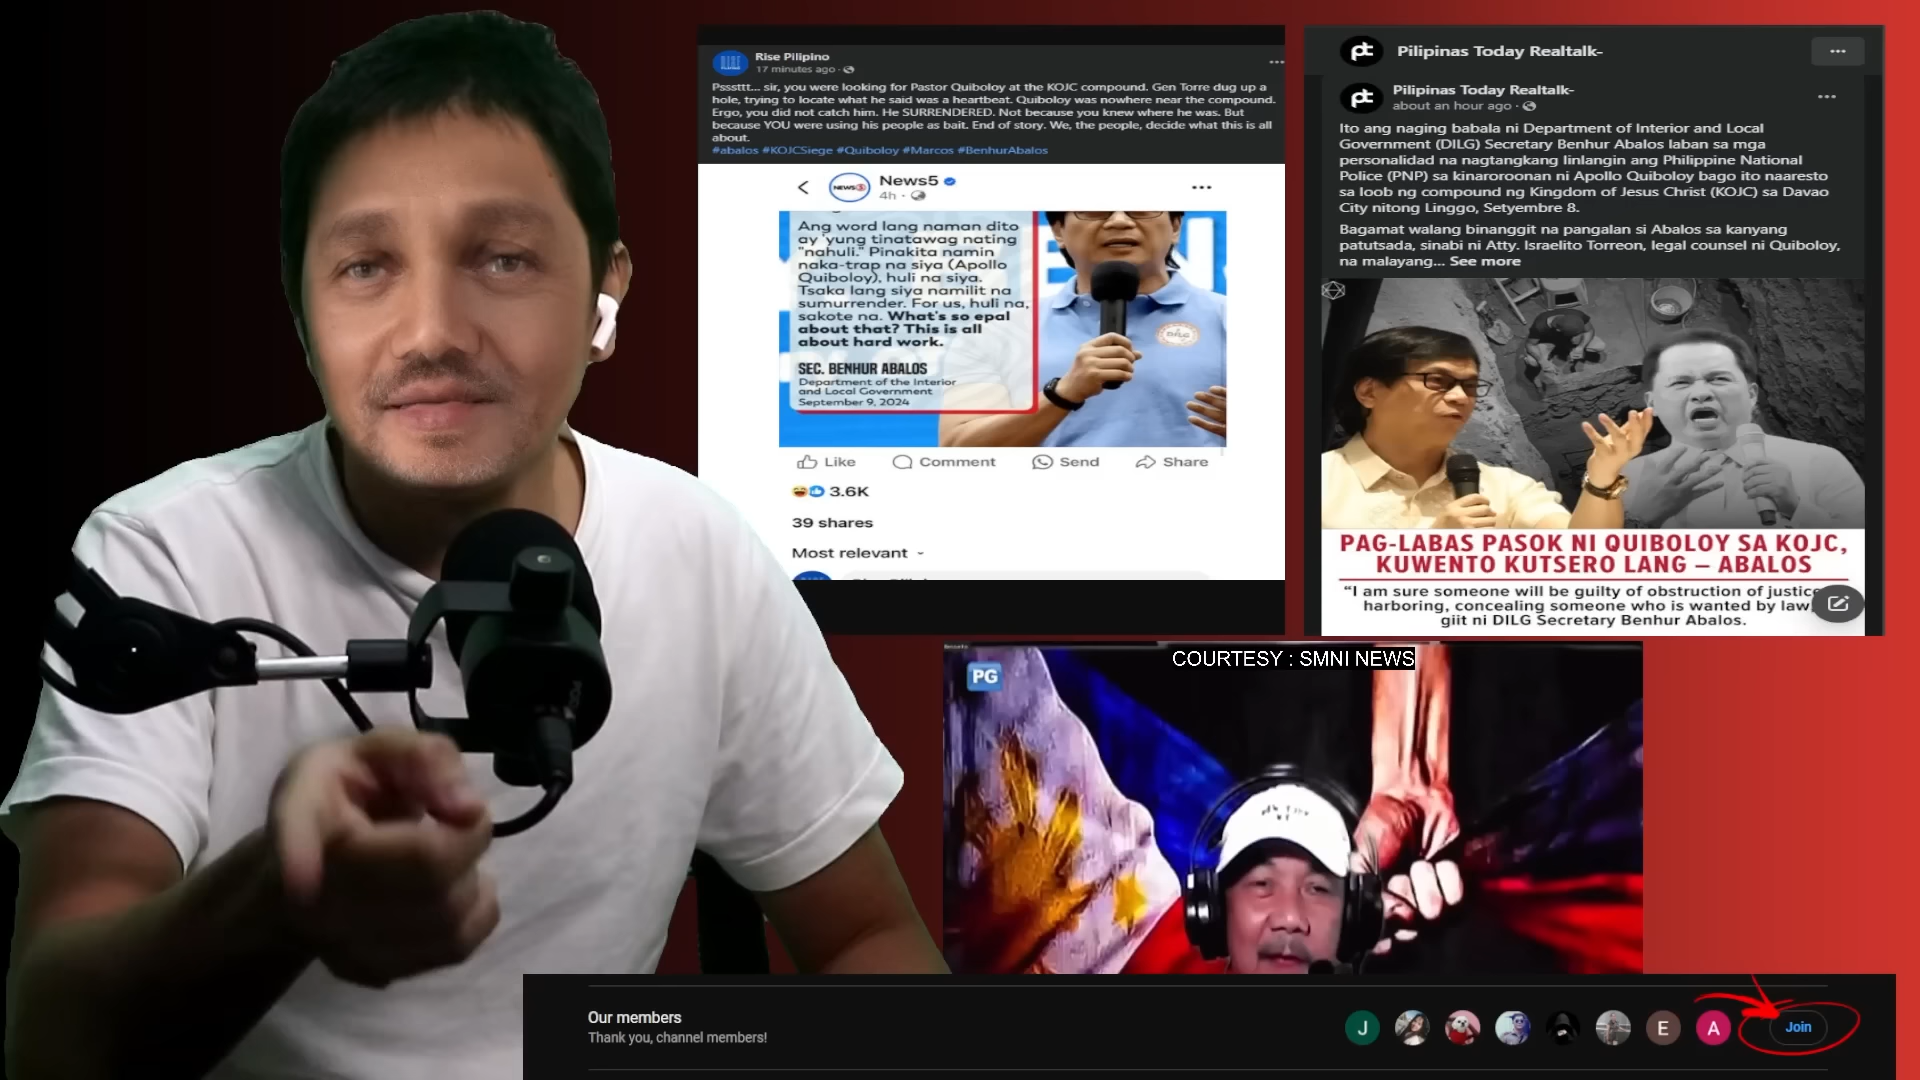 Rise Pilipino
17 minutes ago ·
Psssttt... sir, you were looking for Pastor Quiboloy at the KOJC compound. Gen Torre dug up a
hole, trying to locate what he said was a heartbeat. Quiboloy was nowhere near the compound.
Ergo, you did not catch him. He SURRENDERED. Not because you knew where he was. But
because YOU were using his people as bait. End of story. We, the people, decide what this is all
about.
#abalos #KOJCSiege #Quiboloy #Marcos #BenhurAbalos
NEWS5
News5
4h ·
Ang word lang naman dito
ay 'yung tinatawag nating
"nahuli." Pinakita namin
naka-trap na siya (Apollo
Quiboloy), huli na siya.
Tsaka lang siya namilit na
sumurrender. For us, huli na,
sakote na. What's so epal
about that? This is all
about hard work.
SEC. BENHUR ABALOS
Department of the Interior
and Local Government
September 9, 2024
Like
Comment
Send
Share
3.6K
39 shares
Most relevant
pt
Pilipinas Today Realtalk-
pt
Pilipinas Today Realtalk-
about an hour ago ·
Ito ang naging babala ni Department of Interior and Local
Government (DILG) Secretary Benhur Abalos laban sa mga
personalidad na nagtangkang linlangin ang Philippine National
Police (PNP) sa kinaroroonan ni Apollo Quiboloy bago ito naaresto
sa loob ng compound ng Kingdom of Jesus Christ (KOJC) sa Davao
City nitong Linggo, Setyembre 8.
Bagamat walang binanggit na pangalan si Abalos sa kanyang
patutsada, sinabi ni Atty. Israelito Torreon, legal counsel ni Quiboloy,
na malayang... See more
PAG-LABAS PASOK NI QUIBOLOY SA KOJC,
KUWENTO KUTSERO LANG – ABALOS
"I am sure someone will be guilty of obstruction of justice
harboring, concealing someone who is wanted by law,
giit ni DILG Secretary Benhur Abalos.
COURTESY : SMNI NEWS
PG
Our members
Thank you, channel members!
J
E
A
Join